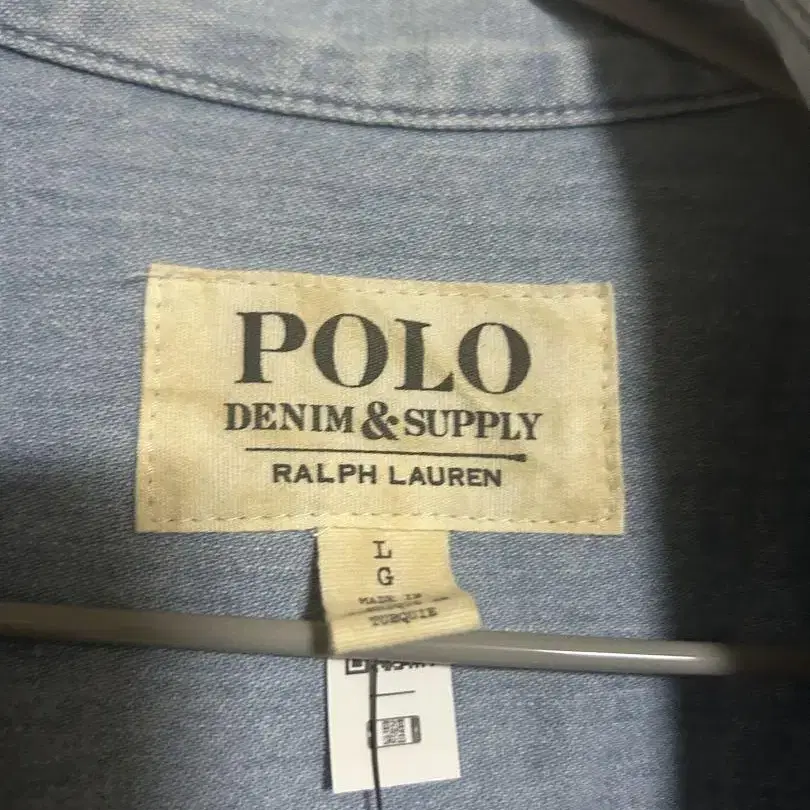 POLO
DENIM & SUPPLY
RALPH LAUREN
L
G
MADE IN
TURQUIE